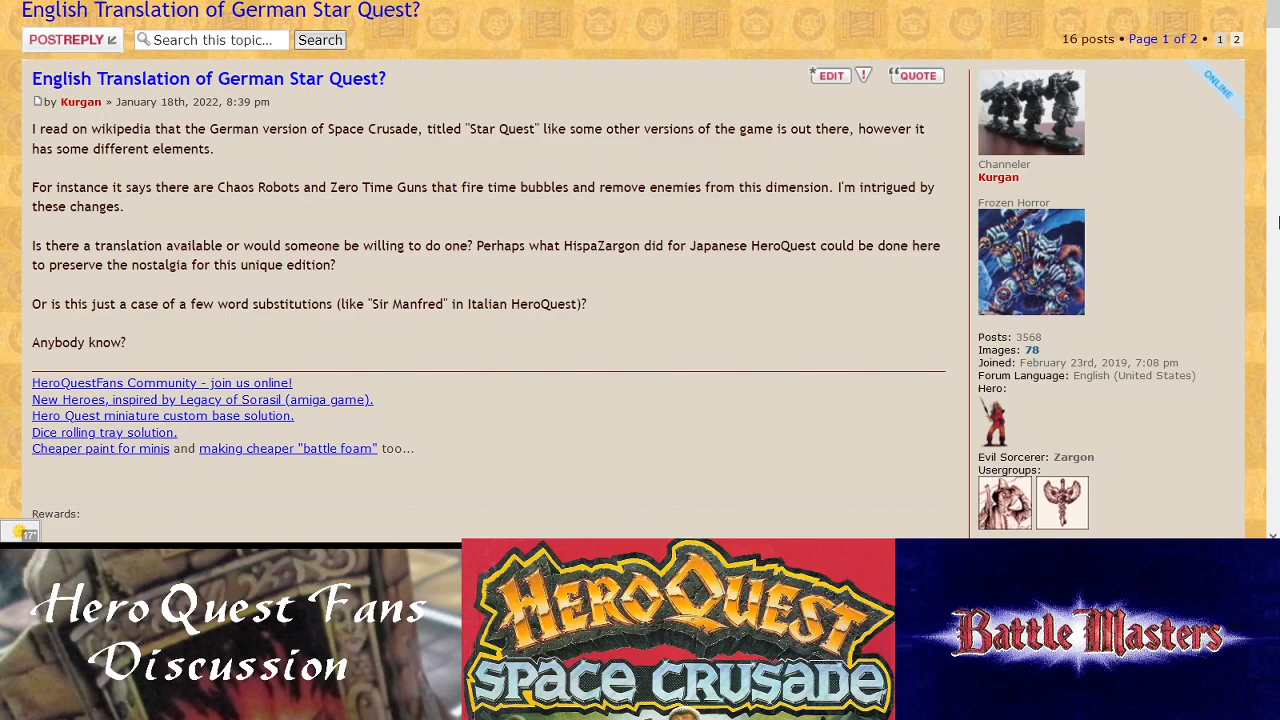 English Translation of German Star Quest?
POSTREPLY Search this topic... Search
16 posts • Page 1 of 2 • 1 2
English Translation of German Star Quest?
EDIT ! QUOTE
ONLINE
by Kurgan » January 18th, 2022, 8:39 pm
I read on wikipedia that the German version of Space Crusade, titled "Star Quest" like some other versions of the game is out there, however it
has some different elements.
For instance it says there are Chaos Robots and Zero Time Guns that fire time bubbles and remove enemies from this dimension. I'm intrigued by
these changes.
Is there a translation available or would someone be willing to do one? Perhaps what HispaZargon did for Japanese HeroQuest could be done here
to preserve the nostalgia for this unique edition?
Or is this just a case of a few word substitutions (like "Sir Manfred" in Italian HeroQuest)?
Anybody know?
HeroQuestFans Community - join us online!
New Heroes, inspired by Legacy of Sorasil (amiga game).
Hero Quest miniature custom base solution.
Dice rolling tray solution.
Cheaper paint for minis and making cheaper "battle foam" too...
Rewards:
Channeler
Kurgan
Frozen Horror
Posts: 3568
Images: 78
Joined: February 23rd, 2019, 7:08 pm
Forum Language: English (United States)
Hero:
Evil Sorcerer: Zargon
Usergroups:
17°
Hero Quest Fans
Discussion
HEROQUEST
SPACE CRUSADE
Battle Masters